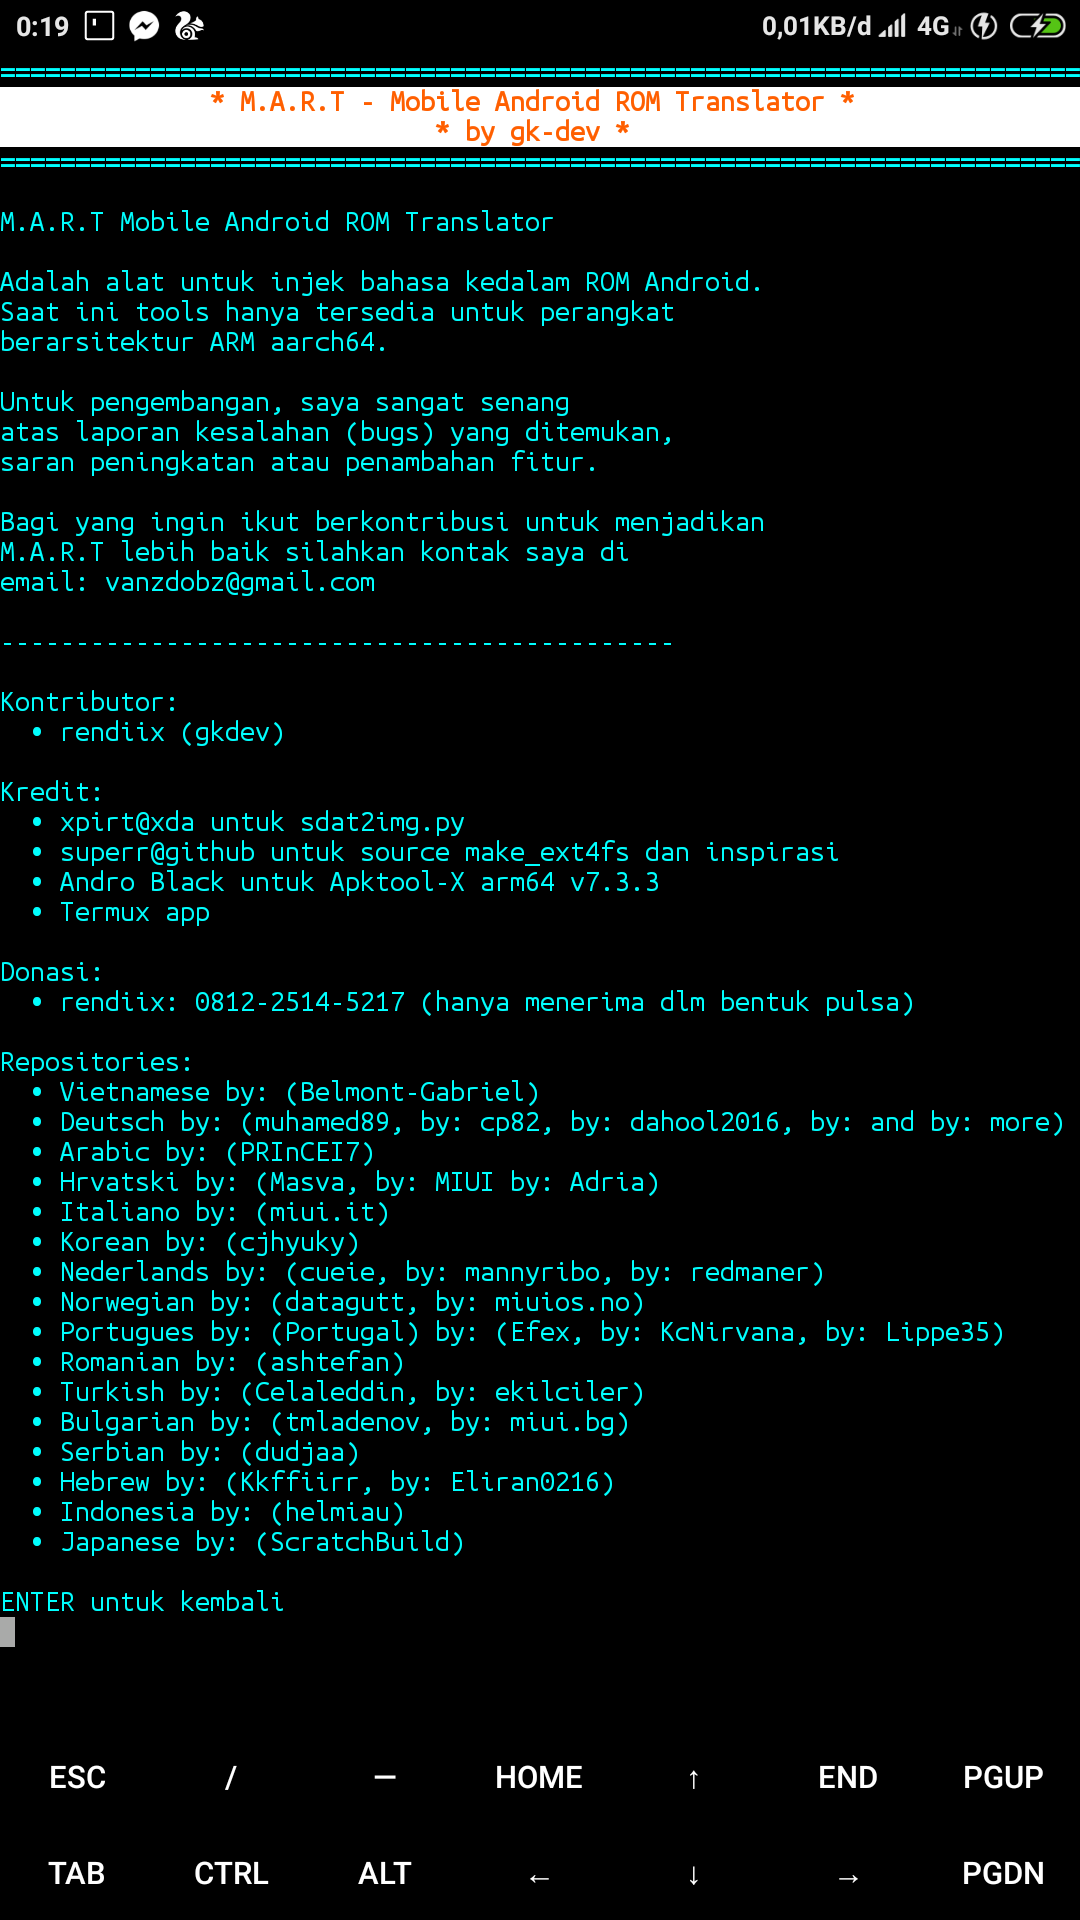 0:19 0,01KB/d 4G
* M.A.R.T - Mobile Android ROM Translator *
* by gk-dev *
M.A.R.T Mobile Android ROM Translator
Adalah alat untuk injek bahasa kedalam ROM Android.
Saat ini tools hanya tersedia untuk perangkat
berarsitektur ARM aarch64.
Untuk pengembangan, saya sangat senang
atas laporan kesalahan (bugs) yang ditemukan,
saran peningkatan atau penambahan fitur.
Bagi yang ingin ikut berkontribusi untuk menjadikan
M.A.R.T lebih baik silahkan kontak saya di
email: vanzdobz@gmail.com
---------------------------------------------
Kontributor:
• rendiix (gkdev)
Kredit:
• xpirt@xda untuk sdat2img.py
• superr@github untuk source make_ext4fs dan inspirasi
• Andro Black untuk Apktool-X arm64 v7.3.3
• Termux app
Donasi:
• rendiix: 0812-2514-5217 (hanya menerima dlm bentuk pulsa)
Repositories:
• Vietnamese by: (Belmont-Gabriel)
• Deutsch by: (muhamed89, by: cp82, by: dahool2016, by: and by: more)
• Arabic by: (PRInCEI7)
• Hrvatski by: (Masva, by: MIUI by: Adria)
• Italiano by: (miui.it)
• Korean by: (cjhyuky)
• Nederlands by: (cueie, by: mannyribo, by: redmaner)
• Norwegian by: (datagutt, by: miuios.no)
• Portugues by: (Portugal) by: (Efex, by: KcNirvana, by: Lippe35)
• Romanian by: (ashtefan)
• Turkish by: (Celaleddin, by: ekilciler)
• Bulgarian by: (tmladenov, by: miui.bg)
• Serbian by: (dudjaa)
• Hebrew by: (Kkffiirr, by: Eliran0216)
• Indonesia by: (helmiau)
• Japanese by: (ScratchBuild)
ENTER untuk kembali
ESC / — HOME ↑ END PGUP
TAB CTRL ALT ← ↓ → PGDN